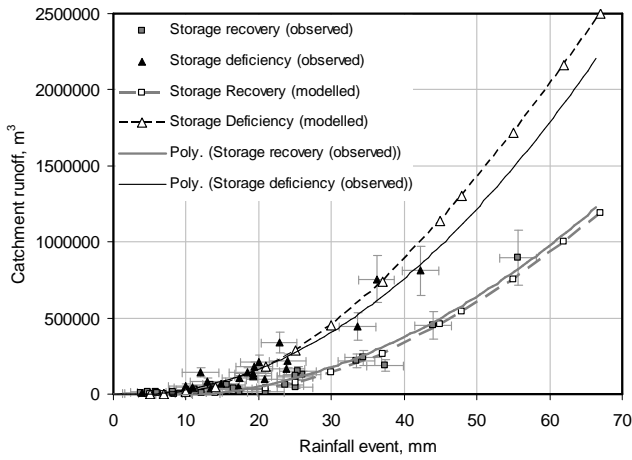 2500000
2000000
1500000
1000000
500000
0
Catchment runoff, m³
Storage recovery (observed)
Storage deficiency (observed)
Storage Recovery (modelled)
Storage Deficiency (modelled)
Poly. (Storage recovery (observed))
Poly. (Storage deficiency (observed))
0 10 20 30 40 50 60 70
Rainfall event, mm